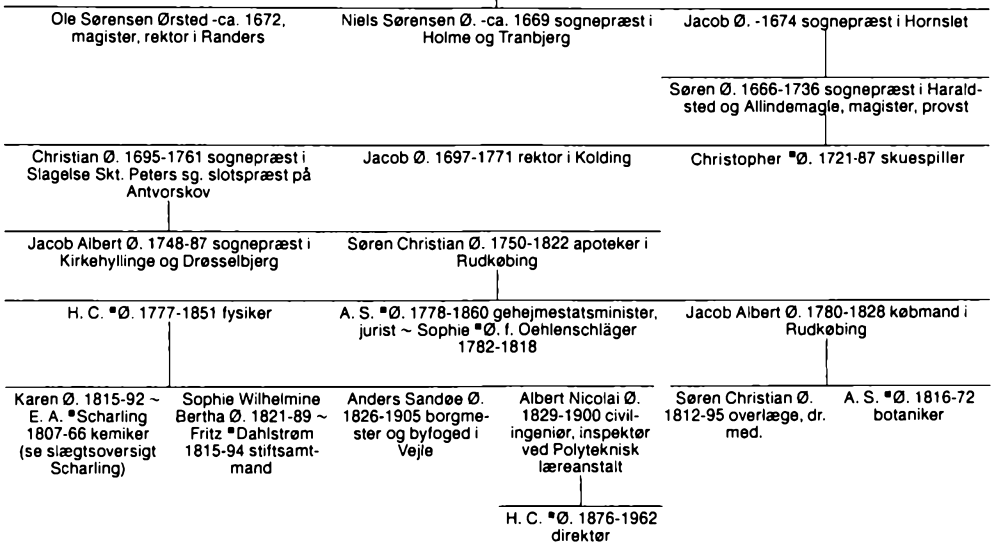 Ole Sørensen Ørsted -ca. 1672,
magister, rektor i Randers
Niels Sørensen Ø. -ca. 1669 sognepræst i
Holme og Tranbjerg
Jacob Ø. -1674 sognepræst i Hornslet
Søren Ø. 1666-1736 sognepræst i Harald-
sted og Allindemagle, magister, provst
Christian Ø. 1695-1761 sognepræst i
Slagelse Skt. Peters sg. slotspræst på
Antvorskov
Jacob Ø. 1697-1771 rektor i Kolding
Christopher ■Ø. 1721-87 skuespiller
Jacob Albert Ø. 1748-87 sognepræst i
Kirkehyllinge og Drøsselbjerg
Søren Christian Ø. 1750-1822 apoteker i
Rudkøbing
H. C. ■Ø. 1777-1851 fysiker
A. S. ■Ø. 1778-1860 gehejmestatsminister,
jurist ~ Sophie ■Ø. f. Oehlenschläger
1782-1818
Jacob Albert Ø. 1780-1828 købmand i
Rudkøbing
Karen Ø. 1815-92 ~
E. A. ■Scharling
1807-66 kemiker
(se slægtsoversigt
Scharling)
Sophie Wilhelmine
Bertha Ø. 1821-89 ~
Fritz ■Dahlstrøm
1815-94 stiftsamt-
mand
Anders Sandøe Ø.
1826-1905 borgme-
ster og byfoged i
Vejle
Albert Nicolai Ø.
1829-1900 civil-
ingeniør, inspektør
ved Polyteknisk
læreanstalt
Søren Christian Ø.
1812-95 overlæge, dr.
med.
A. S. ■Ø. 1816-72
botaniker
H. C. ■Ø. 1876-1962
direktør